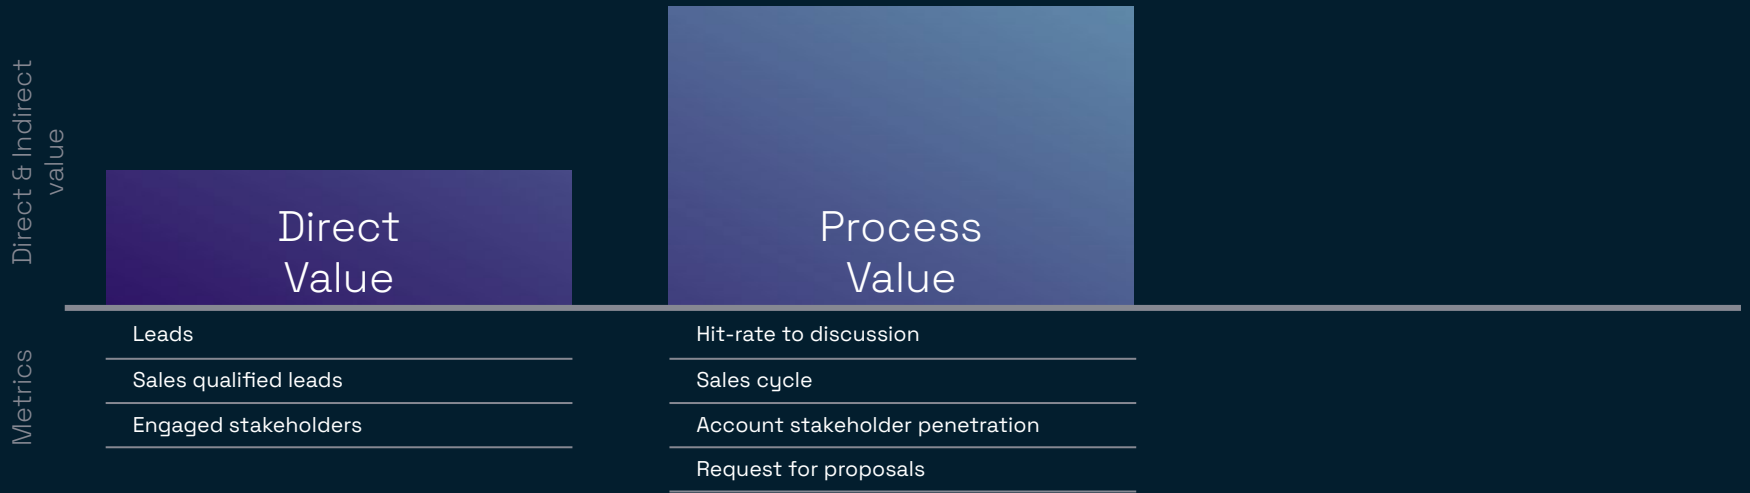 Direct & Indirect
value
Direct
Value
Process
Value
Metrics
Leads
Sales qualified leads
Engaged stakeholders
Hit-rate to discussion
Sales cycle
Account stakeholder penetration
Request for proposals